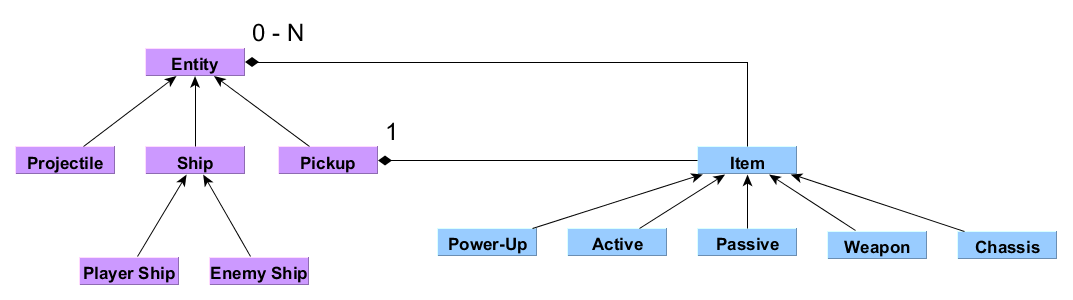 0 - N
Entity
1
Projectile
Ship
Pickup
Item
Power-Up
Active
Passive
Weapon
Chassis
Player Ship
Enemy Ship